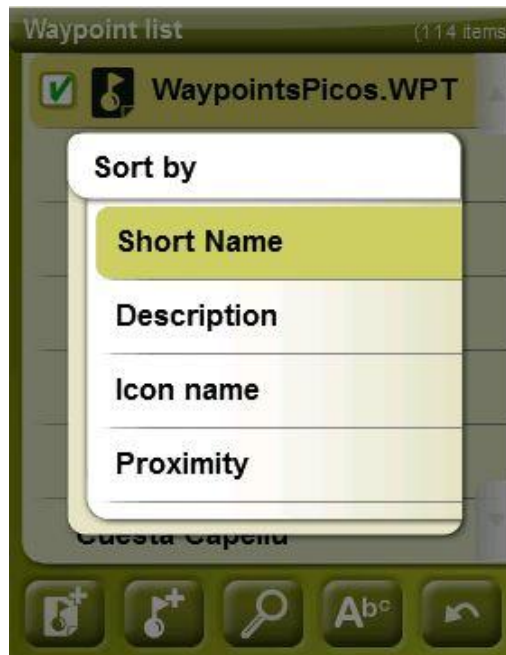 Waypoint list (114 items
WaypointsPicos.WPT
Sort by
Short Name
Description
Icon name
Proximity
Cuesta Capellu
Abc